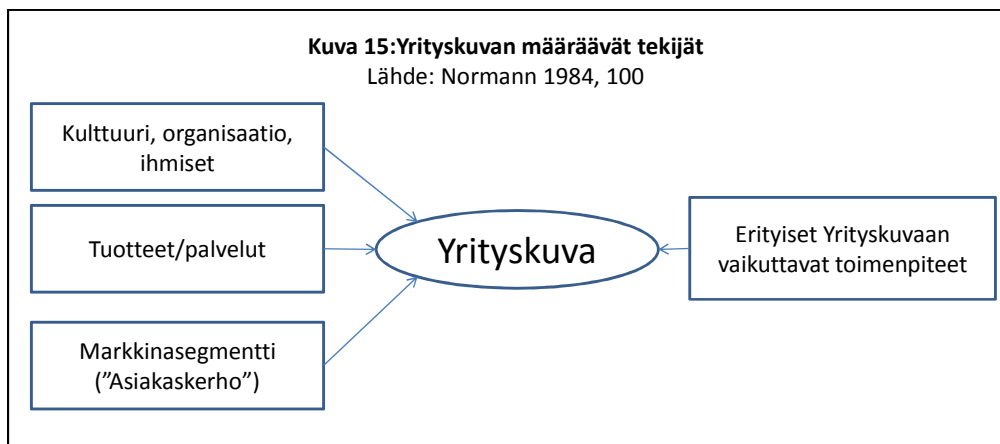 Kuva 15:Yrityskuvan määräävät tekijät
Lähde: Normann 1984, 100
Kulttuuri, organisaatio,
ihmiset
Tuotteet/palvelut
Markkinasegmentti
(”Asiakaskerho”)
Yrityskuva
Erityiset Yrityskuvaan
vaikuttavat toimenpiteet